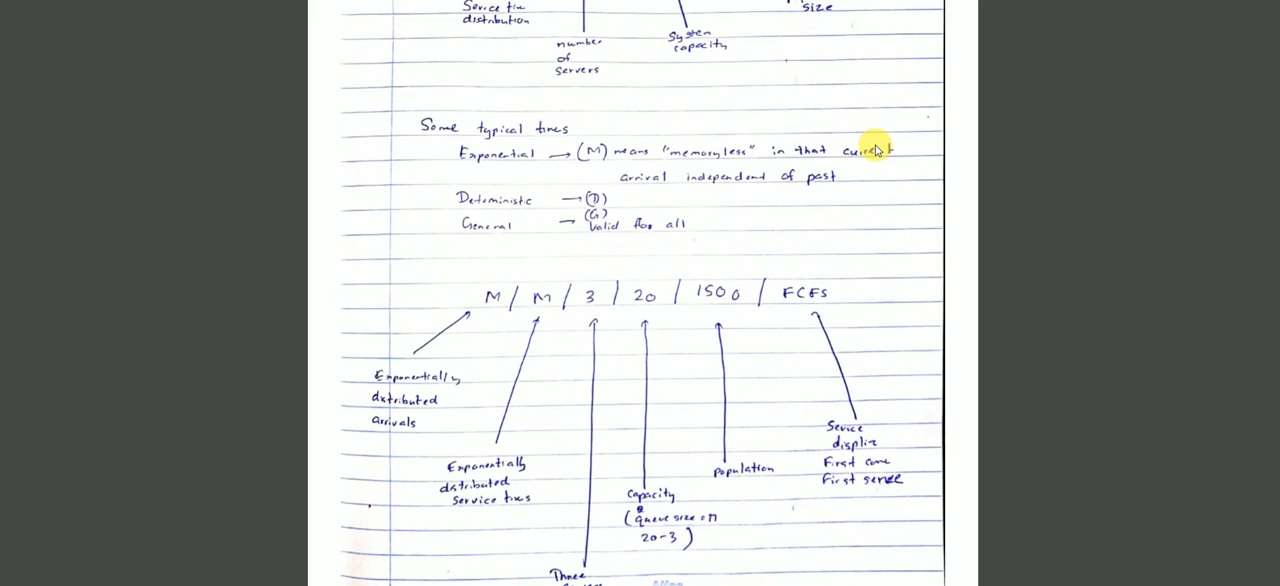 Service time
distribution
number
of
servers
System
capacity
size
Some typical times
Exponential → (M) means "memoryless" in that current
arrival independent of past
Deterministic → (D)
(G)
General → Valid for all
M / M / 3 / 20 / 1500 / FCFS
Exponentially
distributed
arrivals
Exponentially
distributed
Service times
Three
Capacity
(queue size =
20-3 )
population
Service
First come
First serve